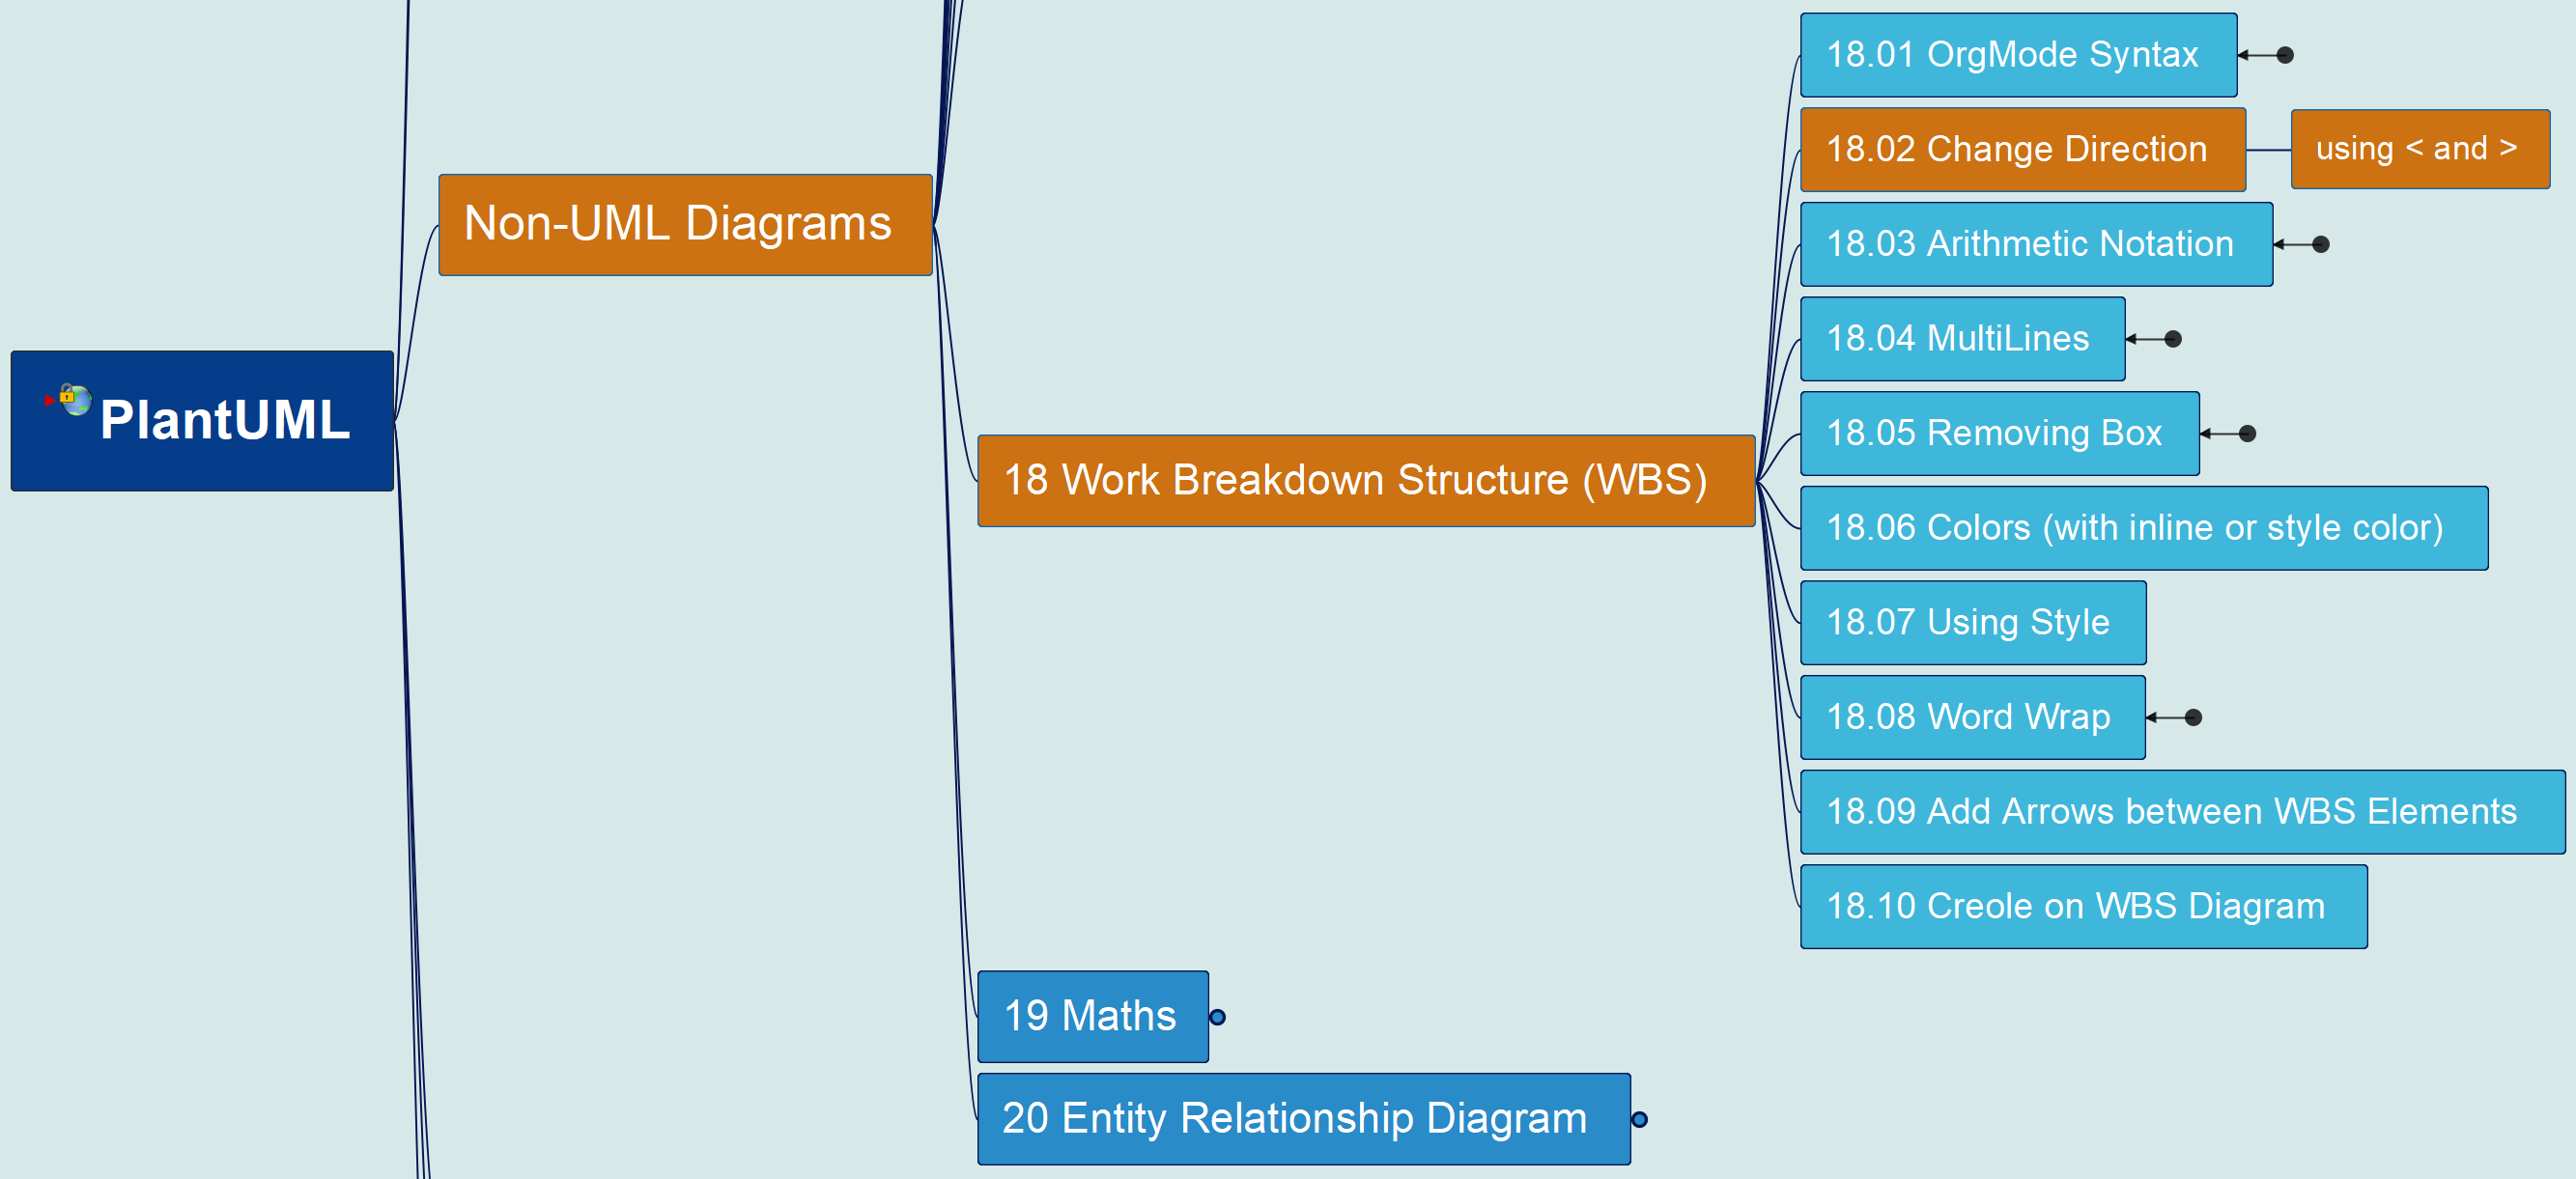 PlantUML
Non-UML Diagrams
18 Work Breakdown Structure (WBS)
18.01 OrgMode Syntax
18.02 Change Direction
using < and >
18.03 Arithmetic Notation
18.04 MultiLines
18.05 Removing Box
18.06 Colors (with inline or style color)
18.07 Using Style
18.08 Word Wrap
18.09 Add Arrows between WBS Elements
18.10 Creole on WBS Diagram
19 Maths
20 Entity Relationship Diagram